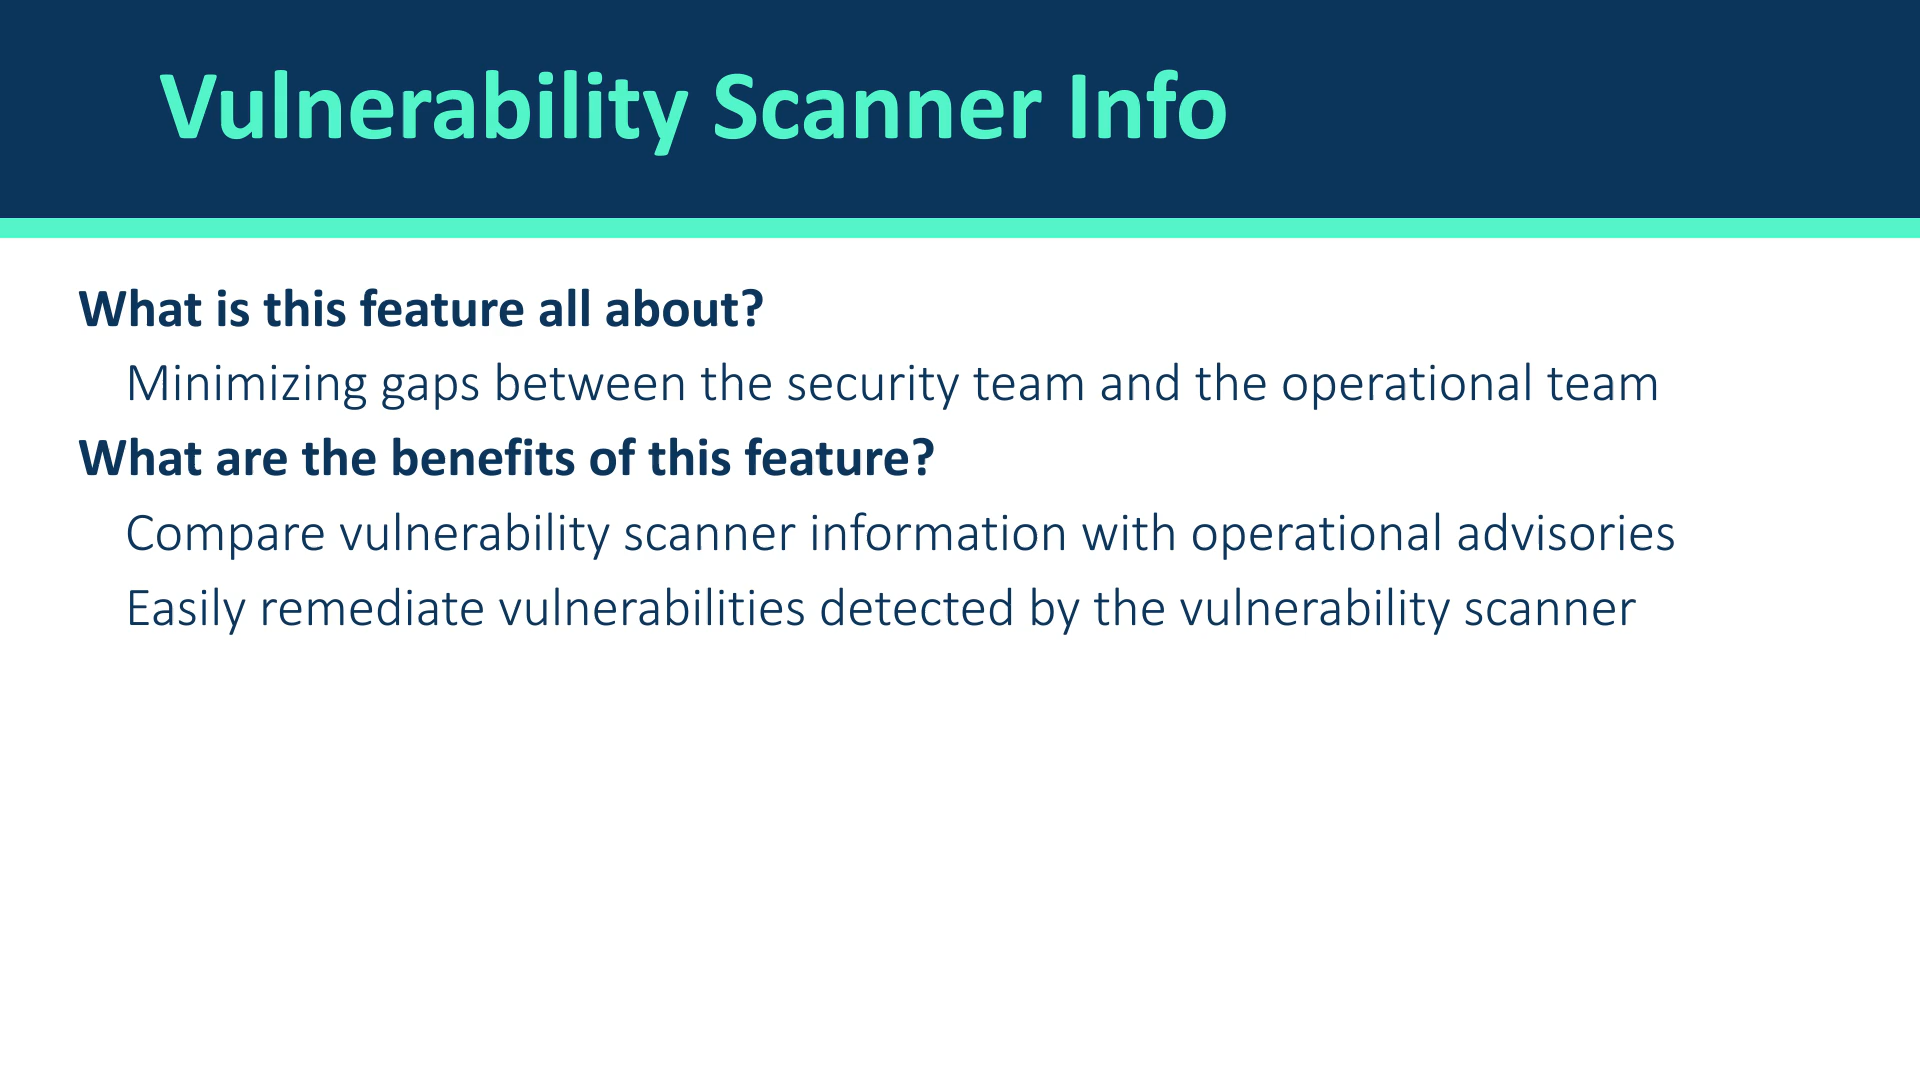 Vulnerability Scanner Info
What is this feature all about?
Minimizing gaps between the security team and the operational team
What are the benefits of this feature?
Compare vulnerability scanner information with operational advisories
Easily remediate vulnerabilities detected by the vulnerability scanner